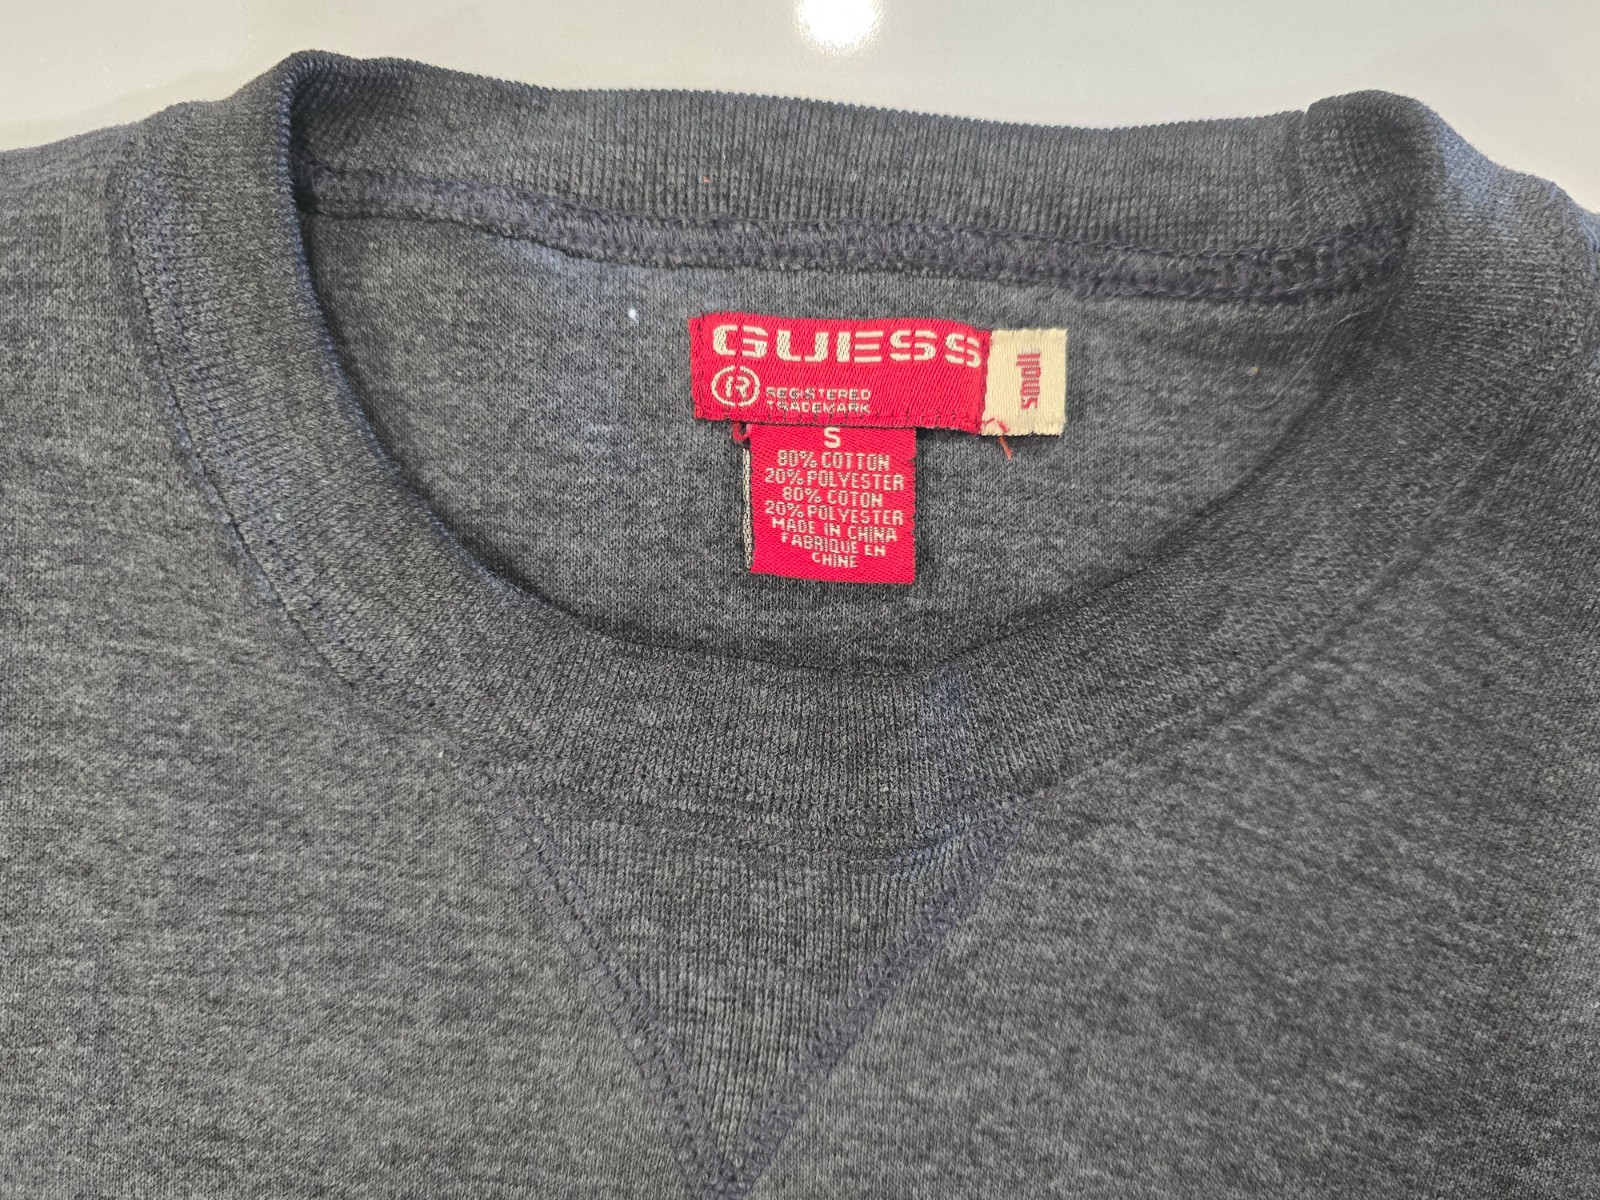 GUESS
R REGISTERED
TRADEMARK
small
S
80% COTTON
20% POLYESTER
80% COTON
20% POLYESTER
MADE IN CHINA
FABRIQUE EN
CHINE